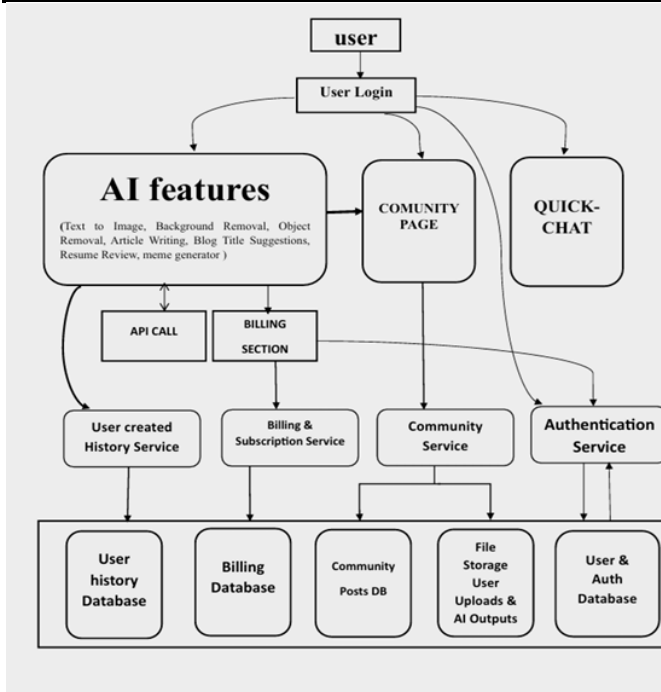 user
User Login
AI features
(Text to Image, Background Removal, Object
Removal, Article Writing, Blog Title Suggestions,
Resume Review, meme generator )
COMUNITY
PAGE
QUICK-
CHAT
API CALL
BILLING
SECTION
User created
History Service
Billing &
Subscription Service
Community
Service
Authentication
Service
User
history
Database
Billing
Database
Community
Posts DB
File
Storage
User
Uploads &
AI Outputs
User &
Auth
Database